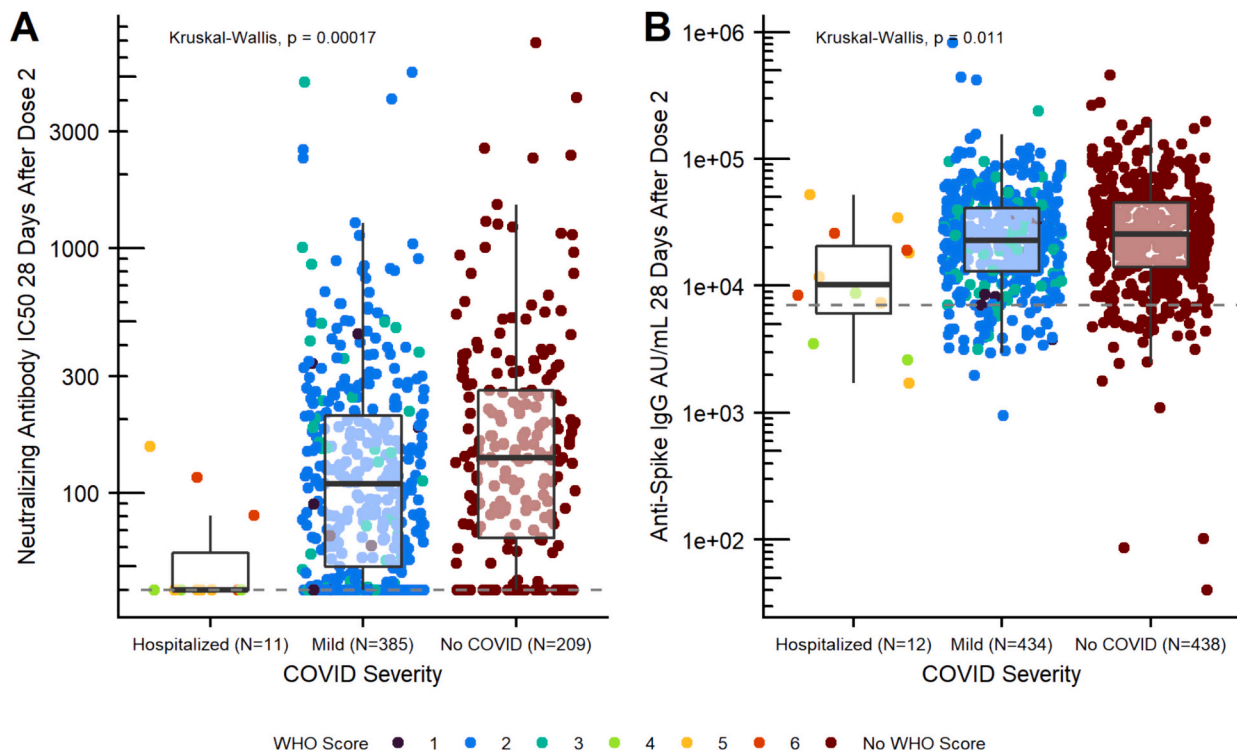 A
Kruskal-Wallis, p = 0.00017
Neutralizing Antibody IC50 28 Days After Dose 2
3000
1000
300
100
Hospitalized (N=11) Mild (N=385) No COVID (N=209)
COVID Severity
B
Kruskal-Wallis, p = 0.011
Anti-Spike IgG AU/mL 28 Days After Dose 2
1e+06
1e+05
1e+04
1e+03
1e+02
Hospitalized (N=12) Mild (N=434) No COVID (N=438)
COVID Severity
WHO Score 1 2 3 4 5 6 No WHO Score